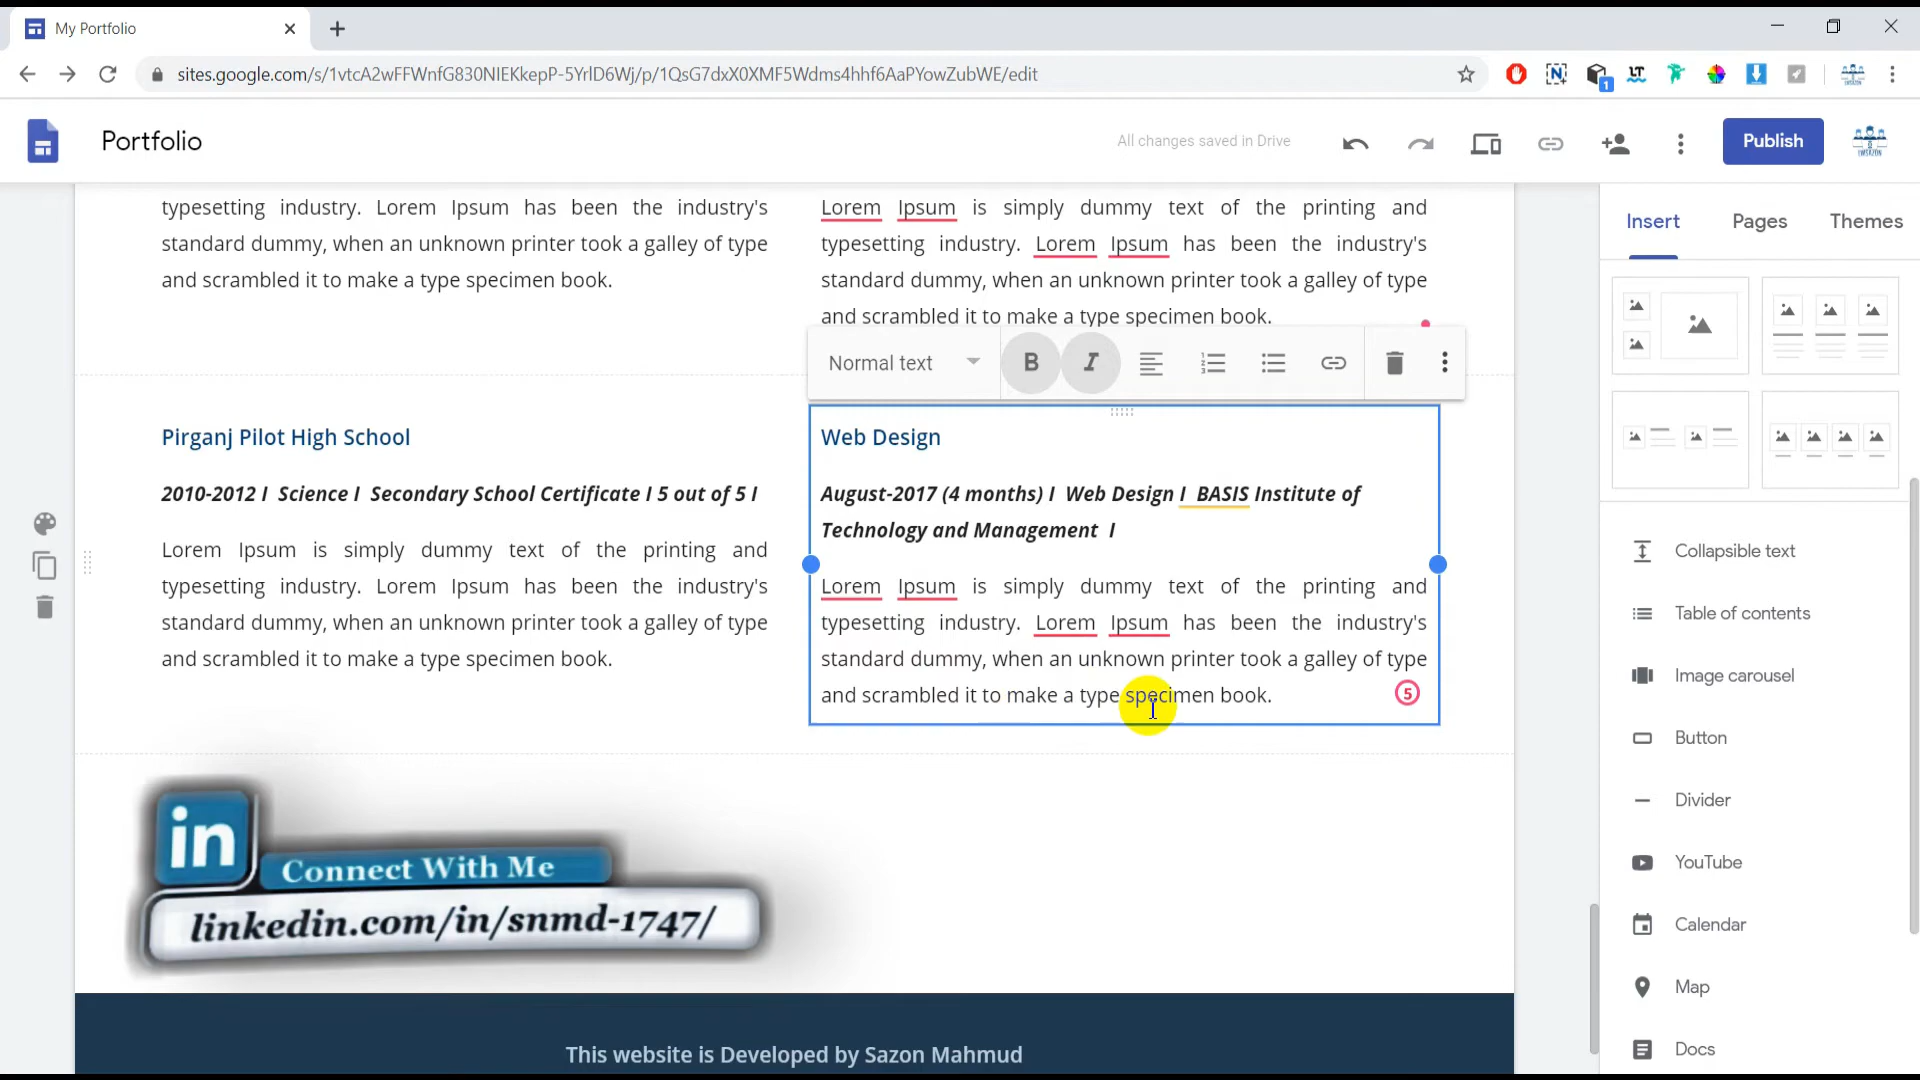 My Portfolio
sites.google.com/s/1vtcA2wFFWnfG830NIEKkepP-5YrlD6Wj/p/1QsG7dxX0XMF5Wdms4hhf6AaPYowZubWE/edit
LT
1
Portfolio
All changes saved in Drive
Publish
Insert
Pages
Themes
typesetting industry. Lorem Ipsum has been the industry's
standard dummy, when an unknown printer took a galley of type
and scrambled it to make a type specimen book.
Lorem Ipsum is simply dummy text of the printing and
typesetting industry. Lorem Ipsum has been the industry's
standard dummy, when an unknown printer took a galley of type
and scrambled it to make a type specimen book.
Normal text
B
I
Pirganj Pilot High School
2010-2012 I Science I Secondary School Certificate I 5 out of 5 I
Lorem Ipsum is simply dummy text of the printing and
typesetting industry. Lorem Ipsum has been the industry's
standard dummy, when an unknown printer took a galley of type
and scrambled it to make a type specimen book.
Web Design
August-2017 (4 months) I Web Design I BASIS Institute of
Technology and Management I
Lorem Ipsum is simply dummy text of the printing and
typesetting industry. Lorem Ipsum has been the industry's
standard dummy, when an unknown printer took a galley of type
and scrambled it to make a type specimen book.
5
in
Connect With Me
linkedin.com/in/snmd-1747/
This website is Developed by Sazon Mahmud
Collapsible text
Table of contents
Image carousel
Button
Divider
YouTube
Calendar
Map
Docs